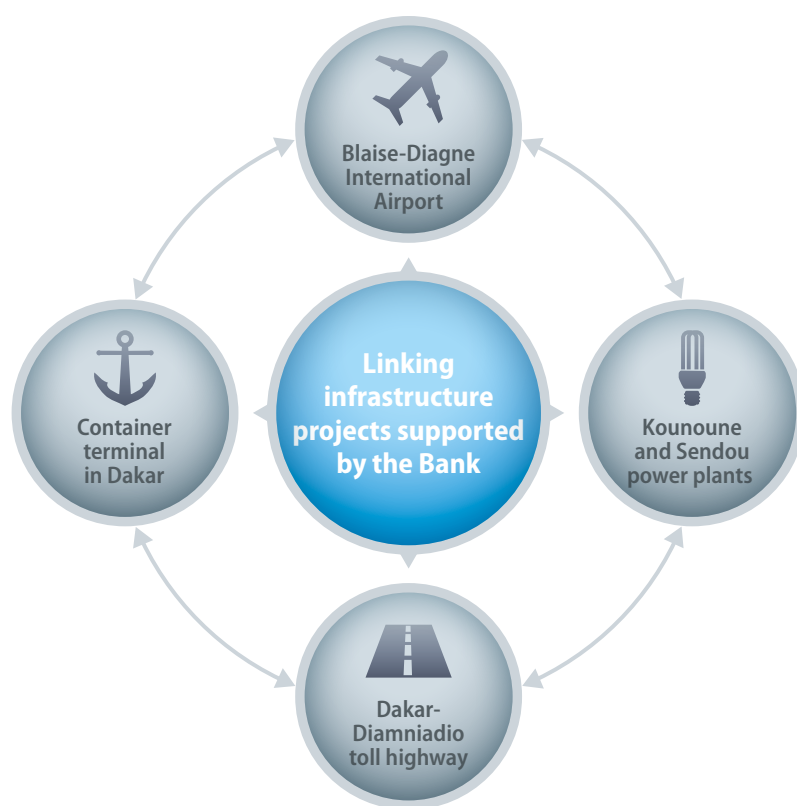 Blaise-Diagne
International
Airport
Linking
infrastructure
projects supported
by the Bank
Container
terminal
in Dakar
Kounoune
and Sendou
power plants
Dakar-
Diamniadio
toll highway